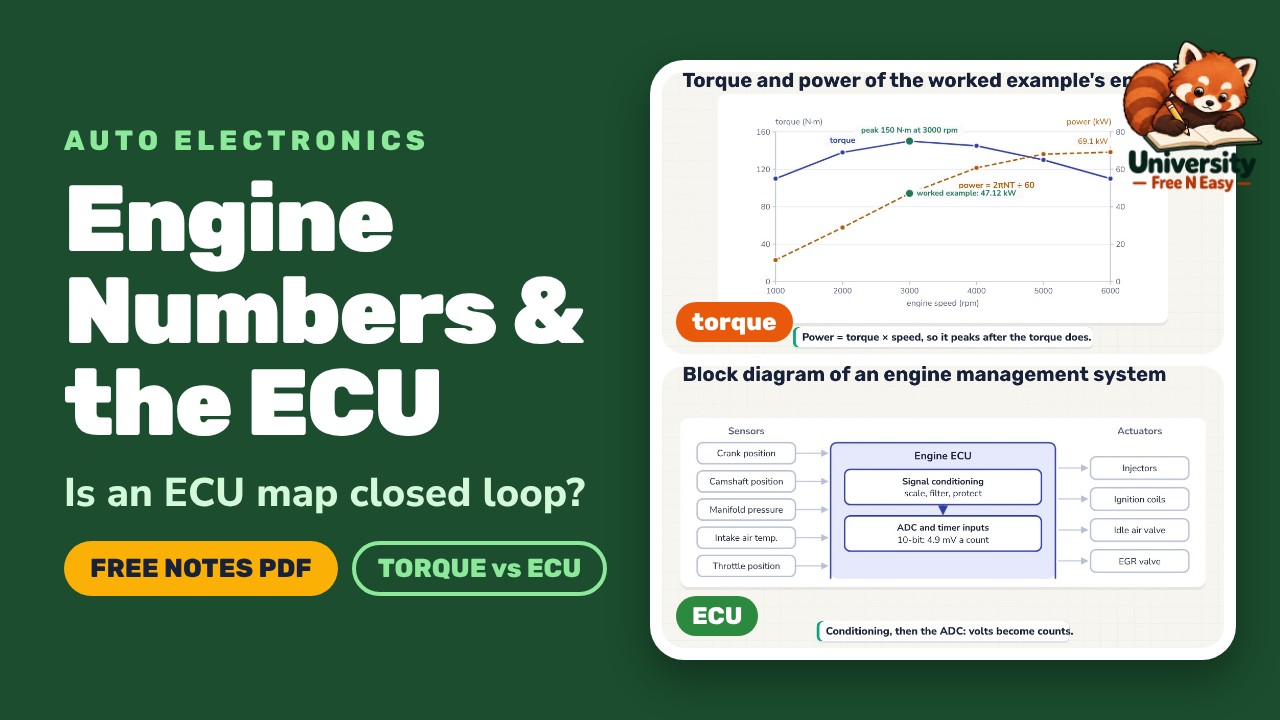 AUTO ELECTRONICS
Engine
Numbers &
the ECU
Is an ECU map closed loop?
FREE NOTES PDF
TORQUE vs ECU
Torque and power of the worked example's en
torque (N·m)
power (kW)
peak 150 N·m at 3000 rpm
torque
69.1 kW
power = 2πNT ÷ 60
worked example: 47.12 kW
160
120
80
40
0
80
60
40
20
0
1000 2000 3000 4000 5000 6000
engine speed (rpm)
torque
Power = torque × speed, so it peaks after the torque does.
University
Free N Easy
Block diagram of an engine management system
Sensors
Actuators
Crank position
Camshaft position
Manifold pressure
Intake air temp.
Throttle position
Engine ECU
Signal conditioning
scale, filter, protect
ADC and timer inputs
10-bit: 4.9 mV a count
Injectors
Ignition coils
Idle air valve
EGR valve
ECU
Conditioning, then the ADC: volts become counts.